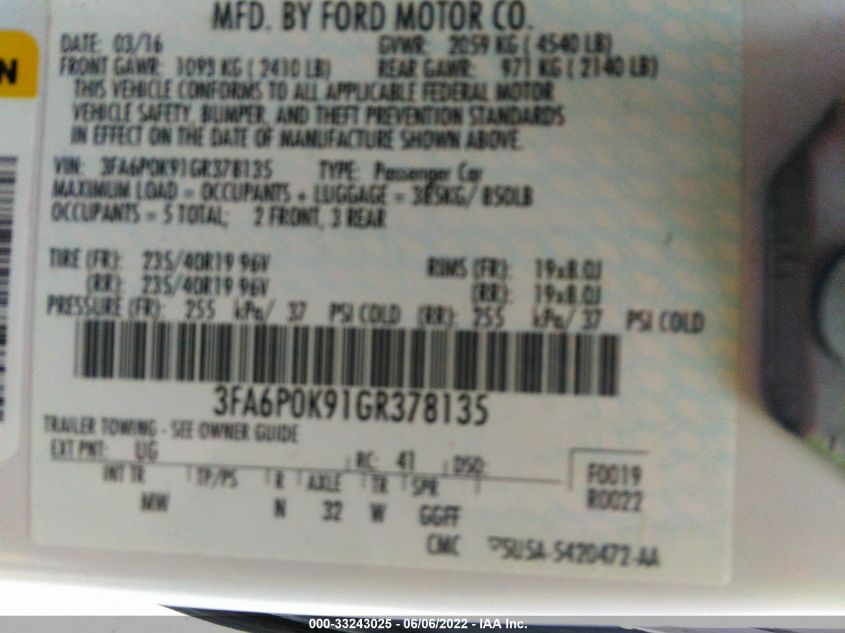 MFD. BY FORD MOTOR CO.
DATE: 03/16 GVWR: 2059 KG ( 4540 LB)
FRONT GAWR: 1093 KG ( 2410 LB) REAR GAWR: 971 KG ( 2140 LB)
THIS VEHICLE CONFORMS TO ALL APPLICABLE FEDERAL MOTOR
VEHICLE SAFETY, BUMPER, AND THEFT PREVENTION STANDARDS
IN EFFECT ON THE DATE OF MANUFACTURE SHOWN ABOVE.
VIN: 3FA6P0K91GR378135 TYPE: Passenger Car
MAXIMUM LOAD = OCCUPANTS + LUGGAGE = 385KG/ 850LB
OCCUPANTS = 5 TOTAL; 2 FRONT, 3 REAR
TIRE (FR): 235/40R19 96V RIMS (FR): 19x8.0J
(RR): 235/40R19 96V (RR): 19x8.0J
PRESSURE (FR): 255 kPa/ 37 PSI COLD (RR): 255 kPa/ 37 PSI COLD
3FA6P0K91GR378135
TRAILER TOWING - SEE OWNER GUIDE
EXT PNT: UG RC: 41 DSO: F0019
INT TR TP/PS R AXLE TR SPR R0022
MW N 32 W GGFF
CMC 5U5A-5420472-AA
N
000-33243025 - 06/06/2022 - IAA Inc.